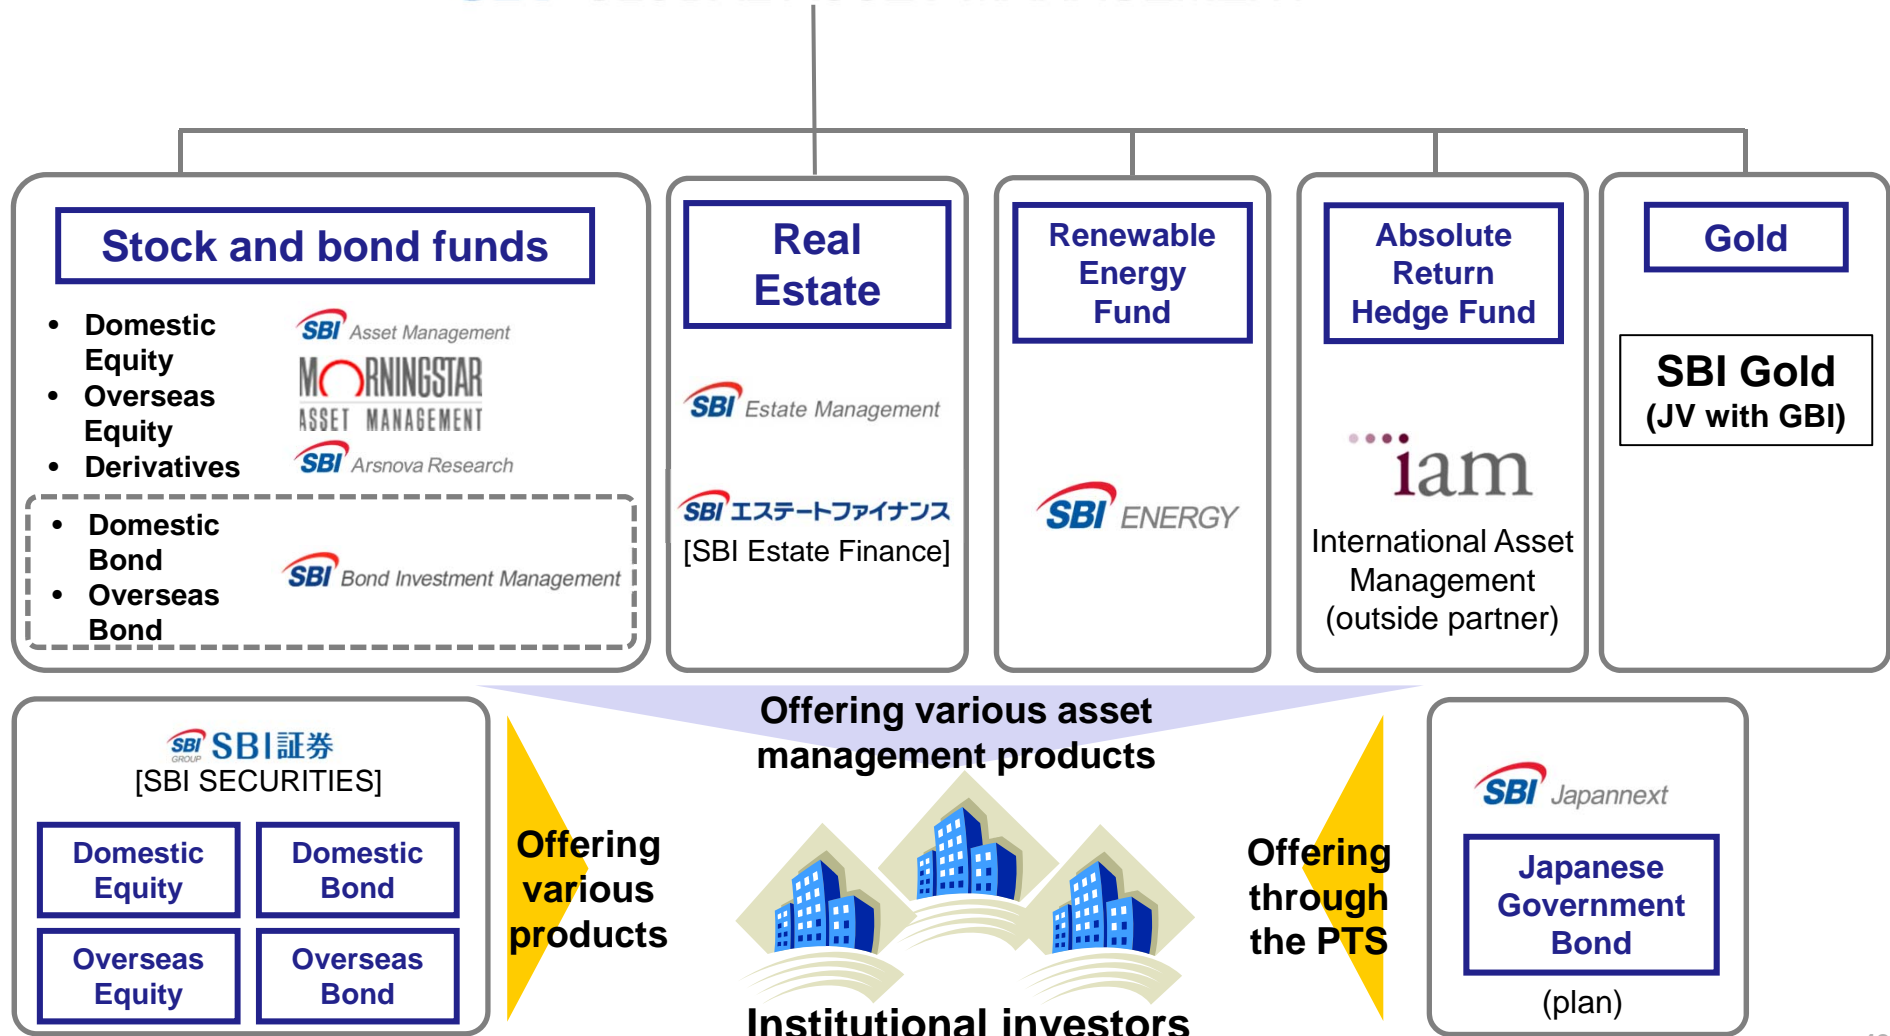 Stock and bond funds
• Domestic
Equity
• Overseas
Equity
• Derivatives
SBI Asset Management
MORNINGSTAR
ASSET MANAGEMENT
SBI Arsnova Research
• Domestic
Bond
• Overseas
Bond
SBI Bond Investment Management
Real
Estate
SBI Estate Management
SBI エステートファイナンス
[SBI Estate Finance]
Renewable
Energy
Fund
SBI ENERGY
Absolute
Return
Hedge Fund
iam
International Asset
Management
(outside partner)
Gold
SBI Gold
(JV with GBI)
Offering various asset
management products
SBI GROUP SBI証券
[SBI SECURITIES]
Domestic
Equity
Domestic
Bond
Overseas
Equity
Overseas
Bond
Offering
various
products
Institutional investors
Offering
through
the PTS
SBI Japannext
Japanese
Government
Bond
(plan)